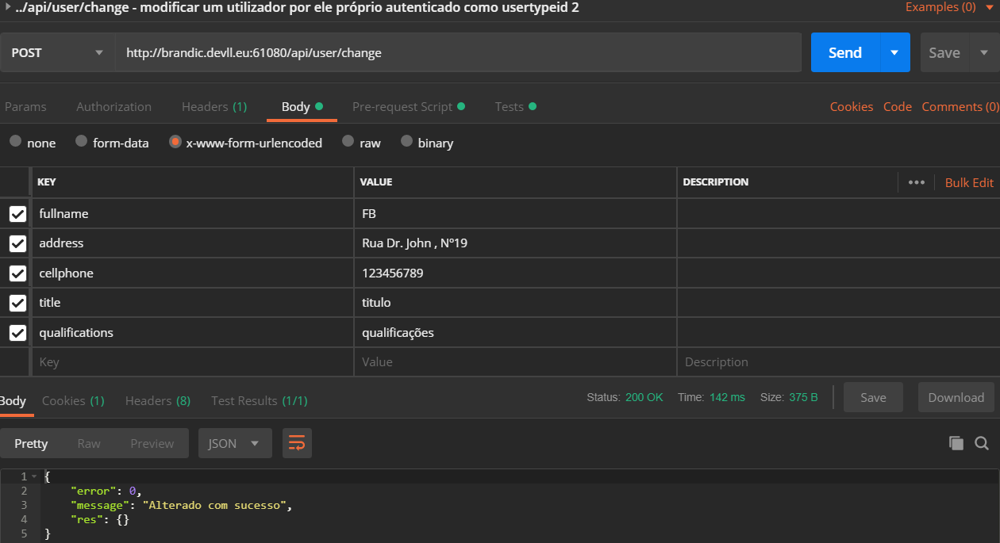 ../api/user/change - modificar um utilizador por ele próprio autenticado como usertypeid 2 Examples (0)
POST http://brandic.devll.eu:61080/api/user/change Send Save
Params Authorization Headers (1) Body Pre-request Script Tests Cookies Code Comments (0)
none form-data x-www-form-urlencoded raw binary
KEY VALUE DESCRIPTION ••• Bulk Edit
fullname FB
address Rua Dr. John , Nº19
cellphone 123456789
title titulo
qualifications qualificações
Key Value Description
Body Cookies (1) Headers (8) Test Results (1/1) Status: 200 OK Time: 142 ms Size: 375 B Save Download
Pretty Raw Preview JSON
1 {
2 "error": 0,
3 "message": "Alterado com sucesso",
4 "res": {}
5 }